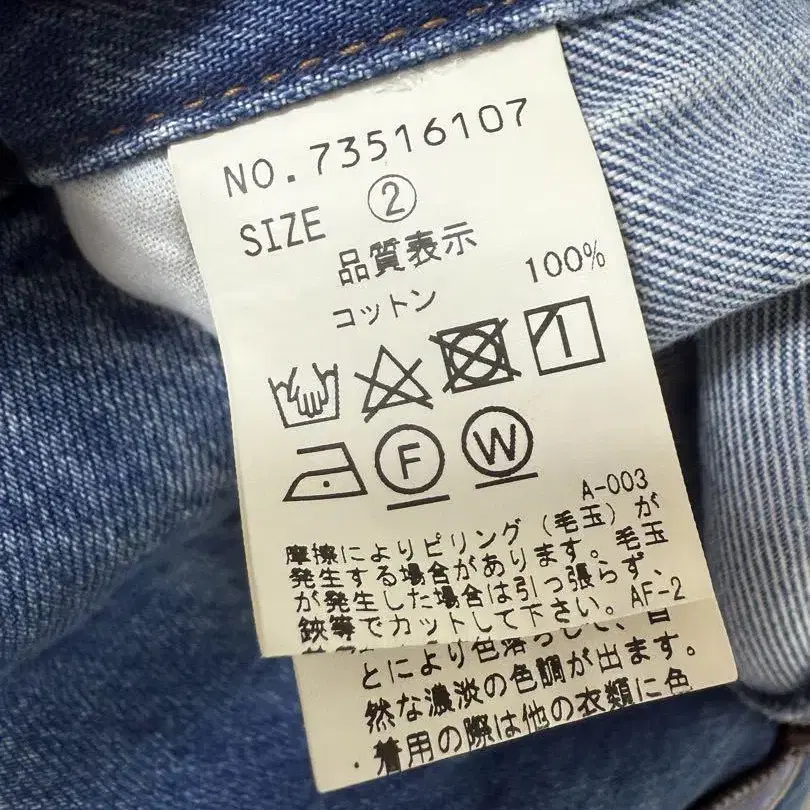 NO.73516107
SIZE ②
品質表示
コットン 100%
F W
A-003
摩擦によりピリング(毛玉)が
発生する場合があります。毛玉
が発生した場合は引っ張らず、
鋏等でカットして下さい。AF-2
とにより色落ちして、自
然な濃淡の色調が出ます。
・着用の際は他の衣類に色